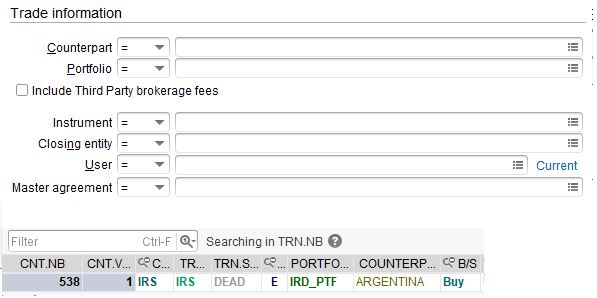 Trade information
Counterpart =
Portfolio =
Include Third Party brokerage fees
Instrument =
Closing entity =
User = Current
Master agreement =
Filter Ctrl-F Searching in TRN.NB ?
CNT.NB CNT.V... C... TR... TRN.S... ... PORTFO... COUNTERP... B/S
538 1 IRS IRS DEAD E IRD_PTF ARGENTINA Buy